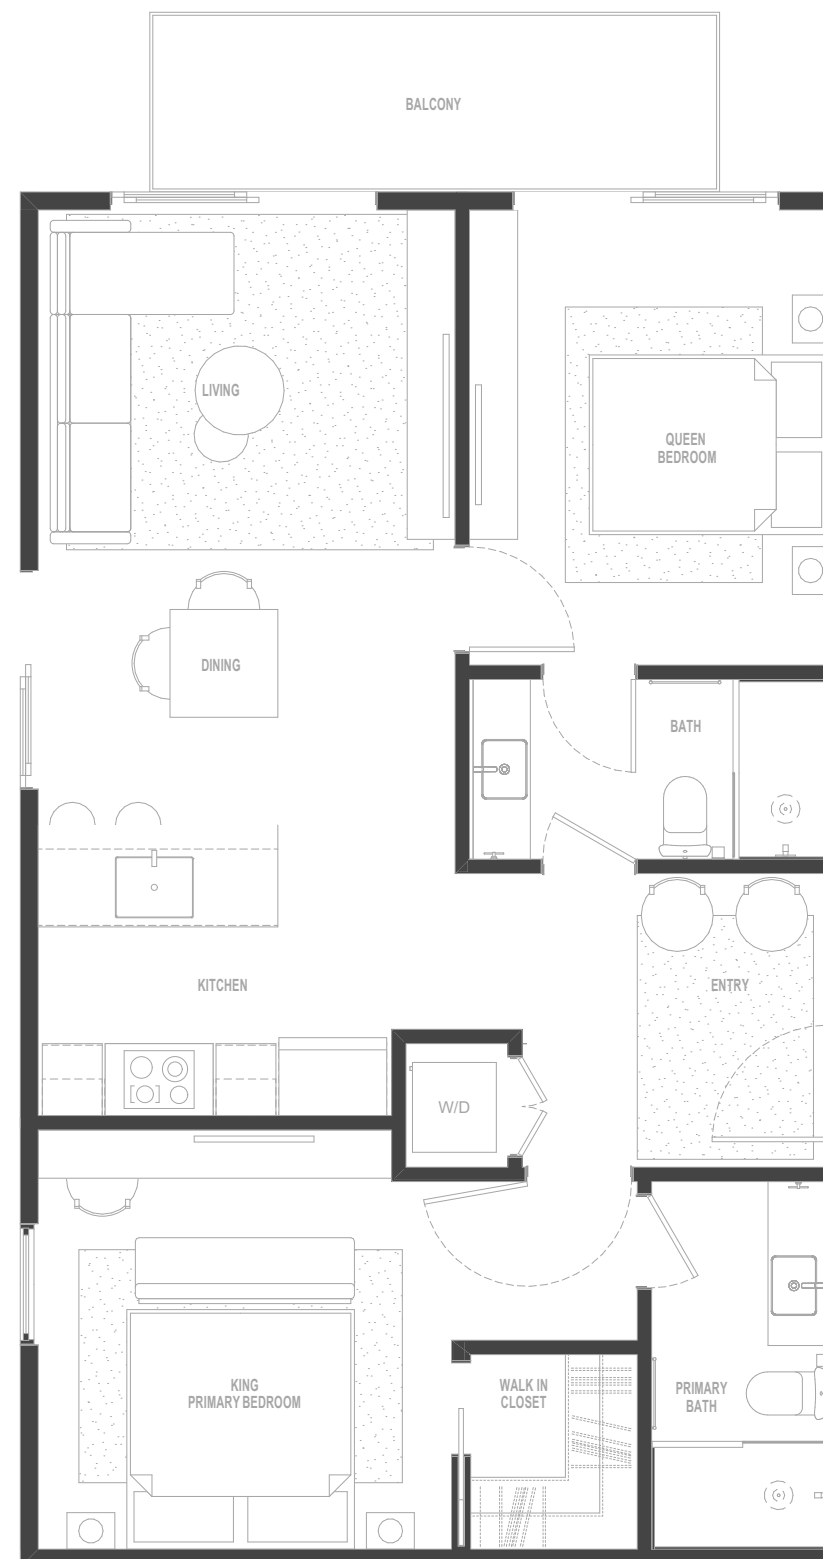 BALCONY
LIVING
QUEEN
BEDROOM
DINING
BATH
KITCHEN
ENTRY
W/D
KING
PRIMARY BEDROOM
WALK IN
CLOSET
PRIMARY
BATH